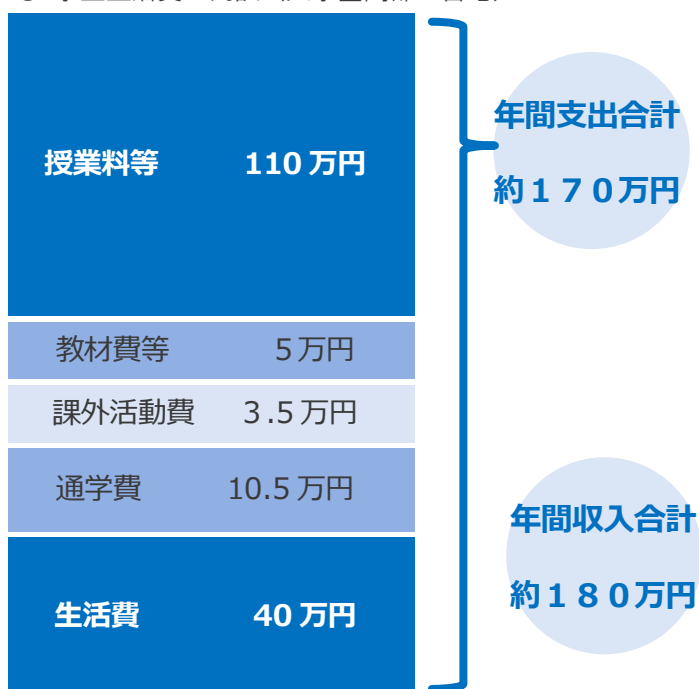 授業料等 110 万円
教材費等 5 万円
課外活動費 3.5 万円
通学費 10.5 万円
生活費 40 万円
年間支出合計
約１７０万円
年間収入合計
約１８０万円